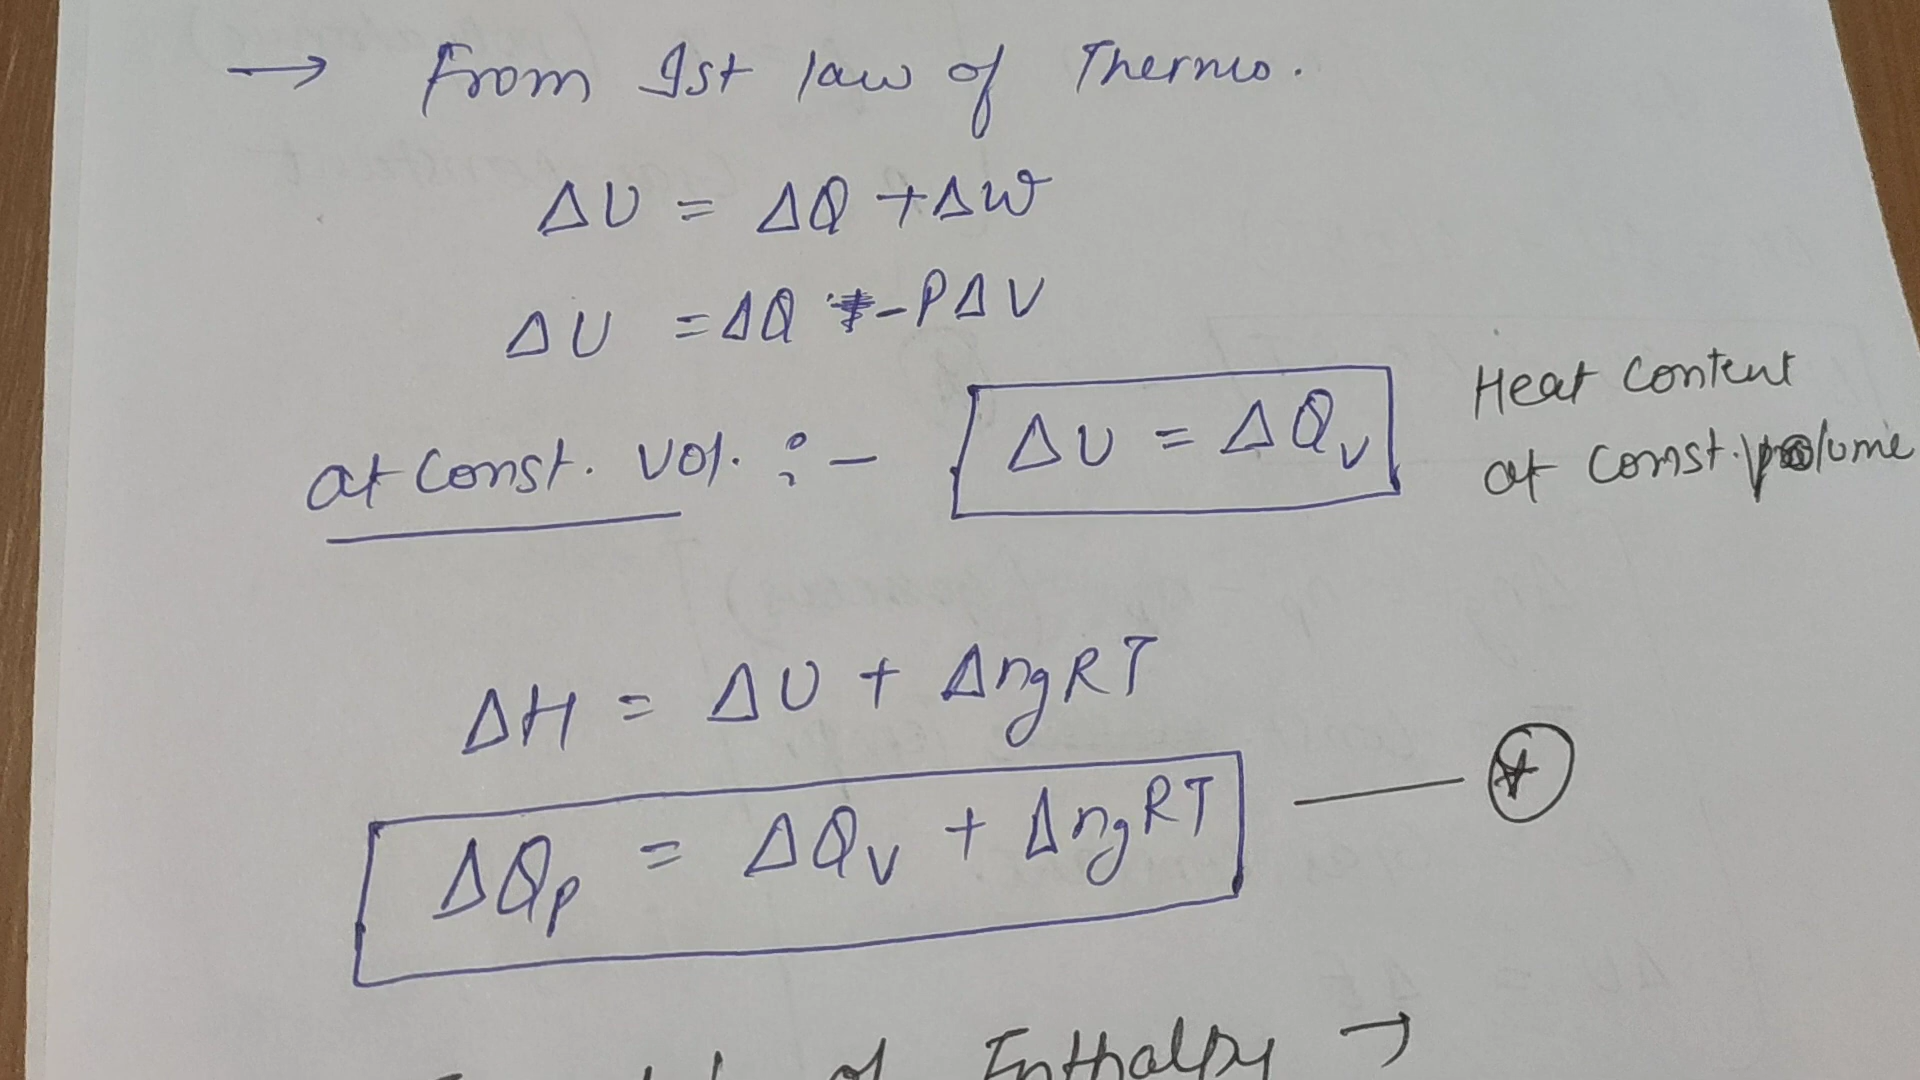 → From Ist law of Thermo.
ΔU = ΔQ + ΔW
ΔU = ΔQ - PΔV
at const. vol. :- ΔU = ΔQv
Heat content
at const. volume
ΔH = ΔU + ΔngRT
ΔQp = ΔQv + ΔngRT — *
of Enthalpy →